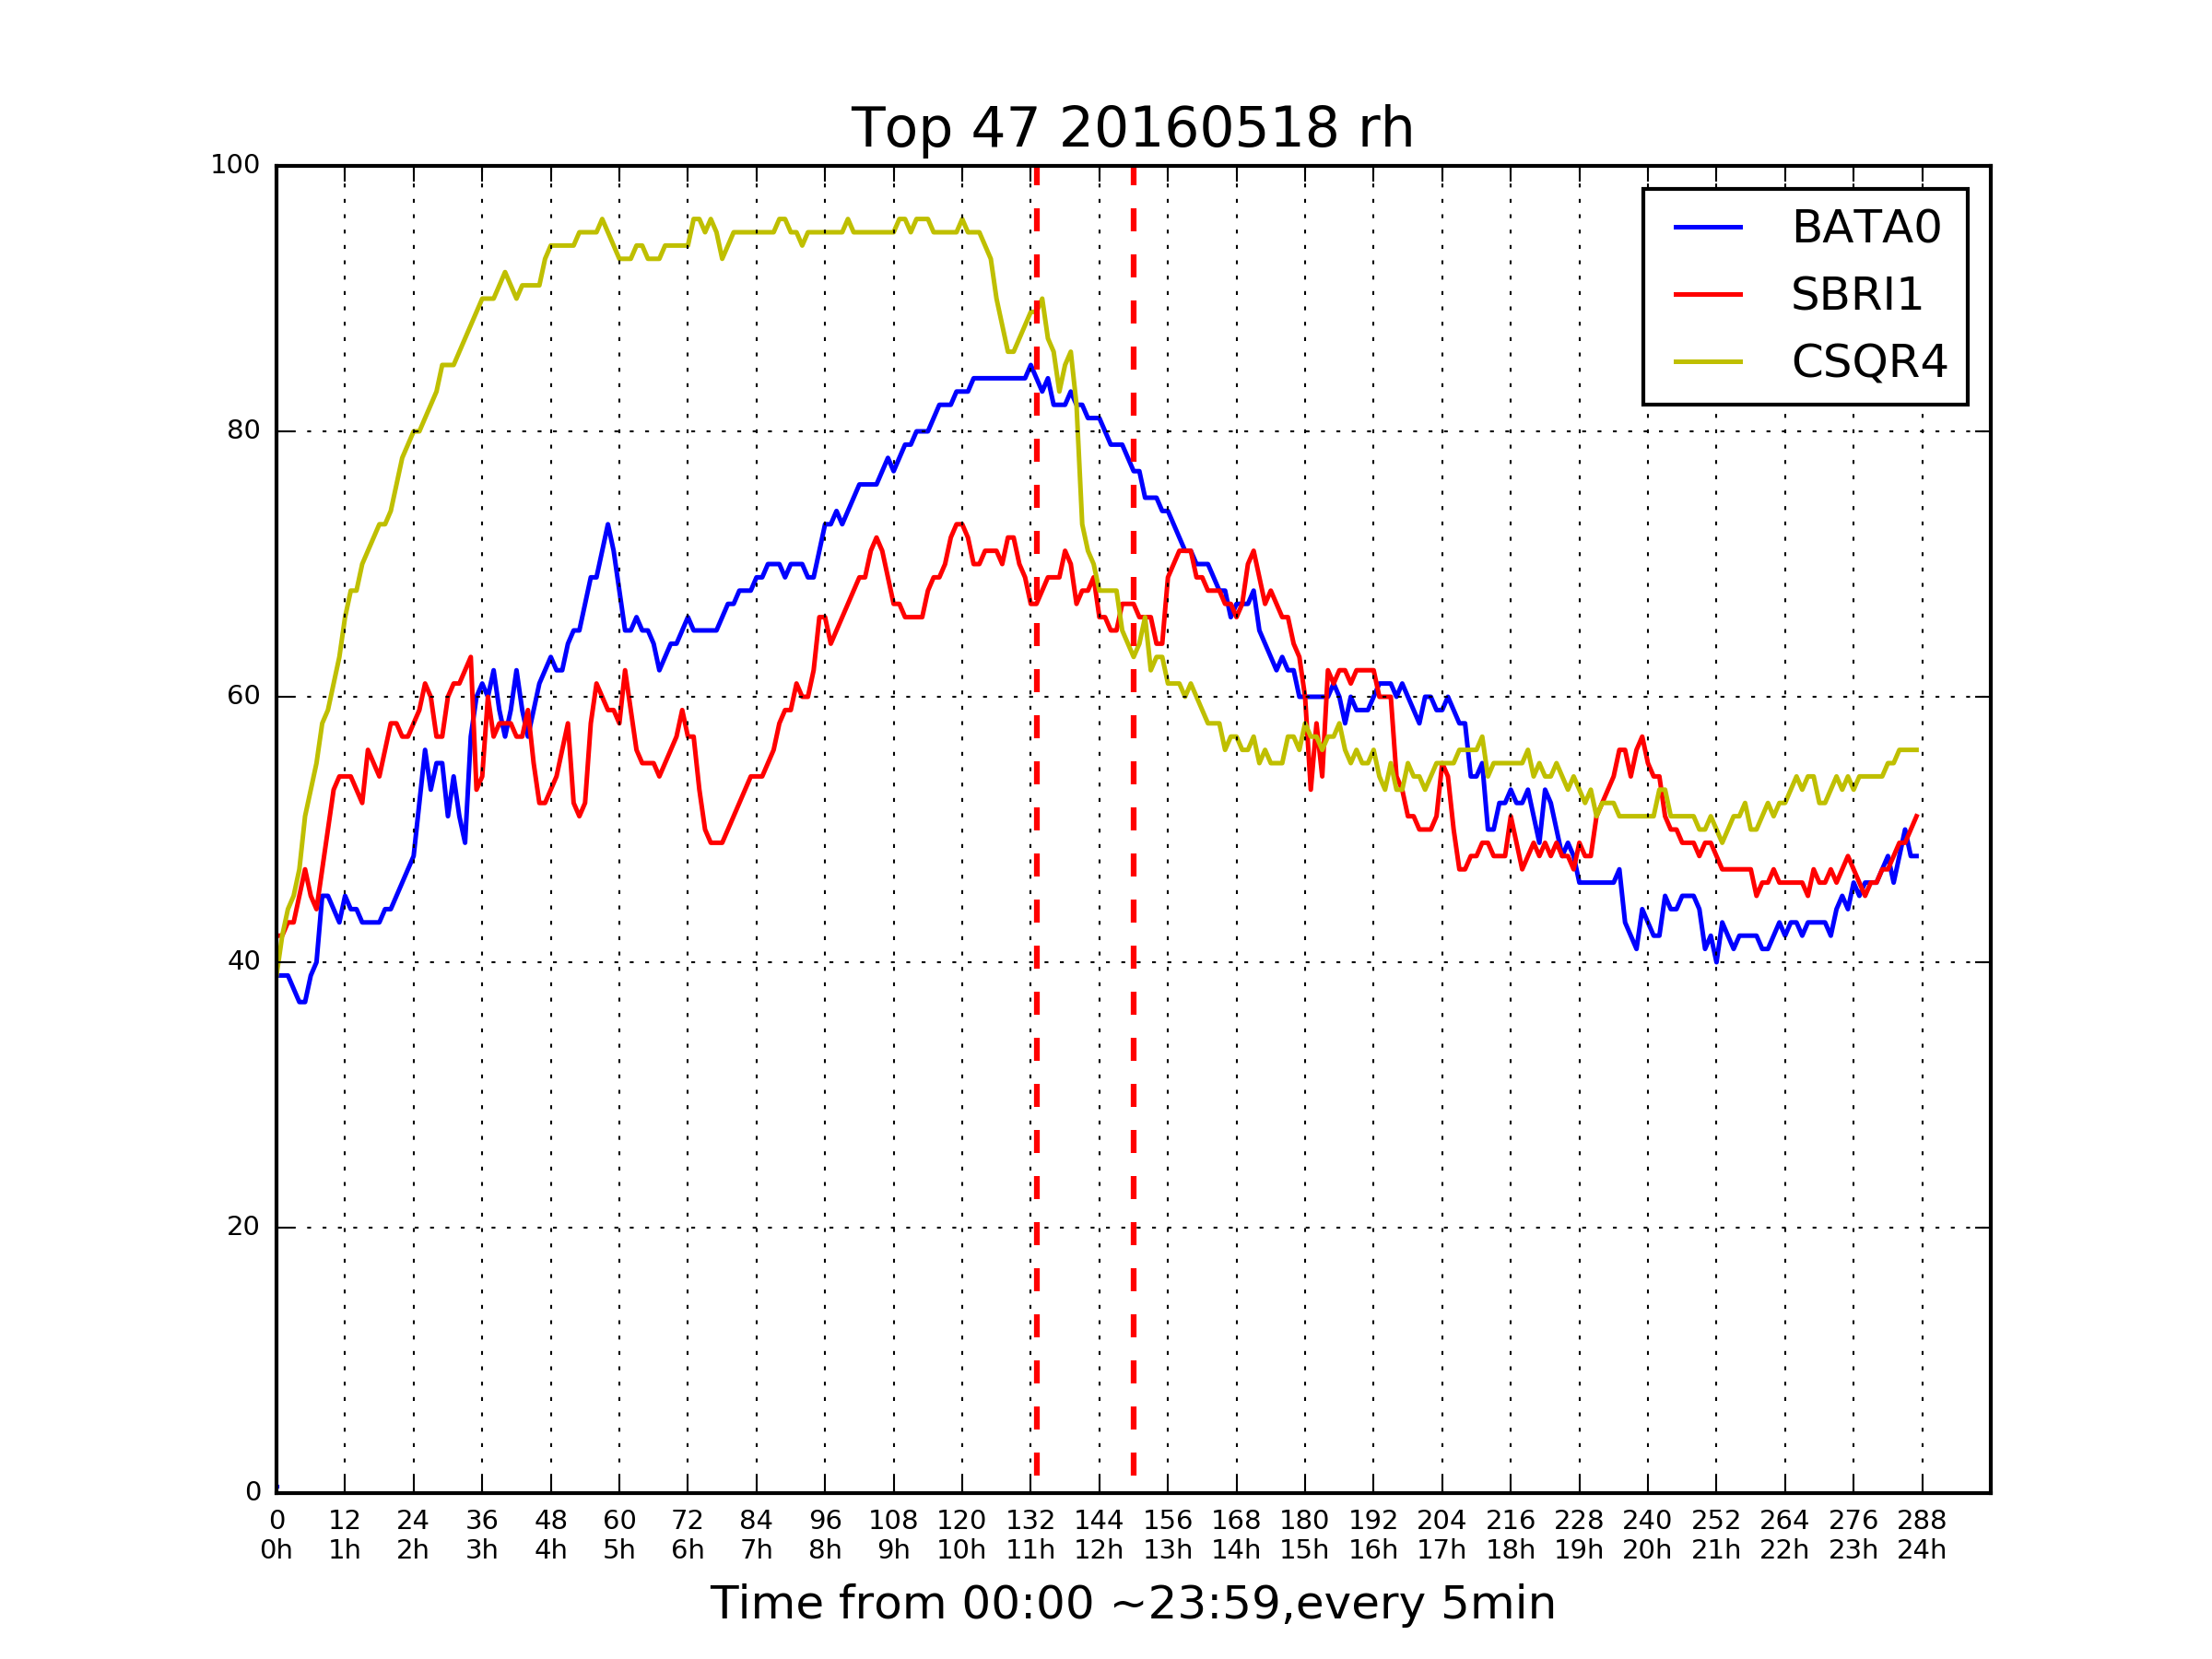 Top 47 20160518 rh
100
80
60
40
20
0
BATA0
SBRI1
CSQR4
0 12 24 36 48 60 72 84 96 108 120 132 144 156 168 180 192 204 216 228 240 252 264 276 288
0h 1h 2h 3h 4h 5h 6h 7h 8h 9h 10h 11h 12h 13h 14h 15h 16h 17h 18h 19h 20h 21h 22h 23h 24h
Time from 00:00 ~23:59,every 5min